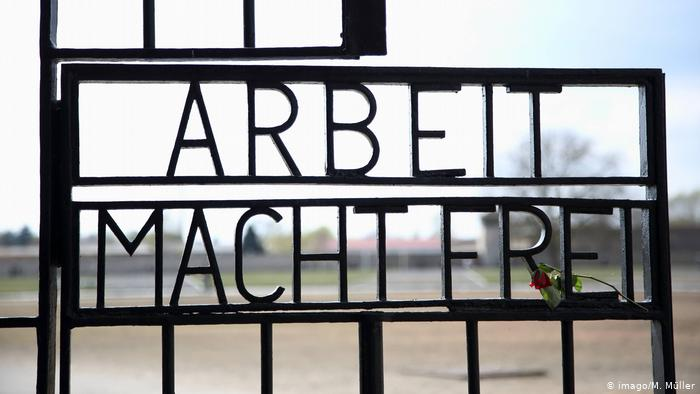 ARBEIT
MACHT FREI
© imago/M. Müller